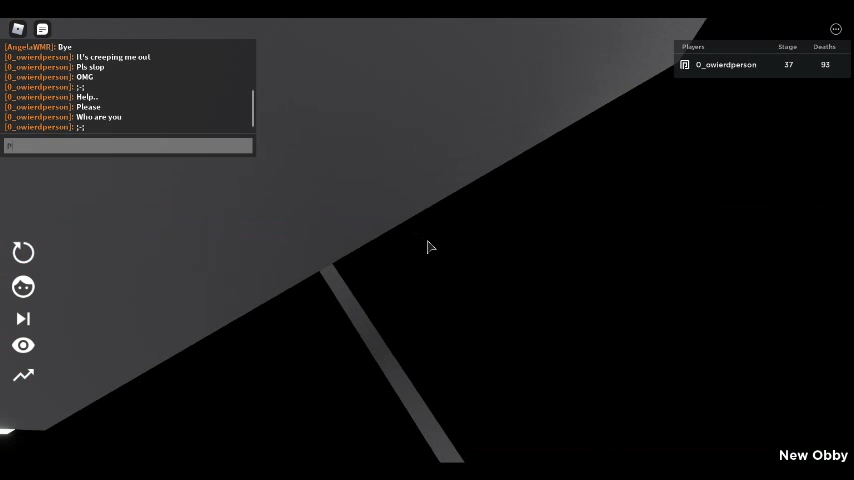 [AngelaWMR]: Bye
[0_owierdperson]: It's creeping me out
[0_owierdperson]: Pls stop
[0_owierdperson]: OMG
[0_owierdperson]: ;-;
[0_owierdperson]: Help..
[0_owierdperson]: Please
[0_owierdperson]: Who are you
[0_owierdperson]: ;-;
Players Stage Deaths
0_owierdperson 37 93
New Obby